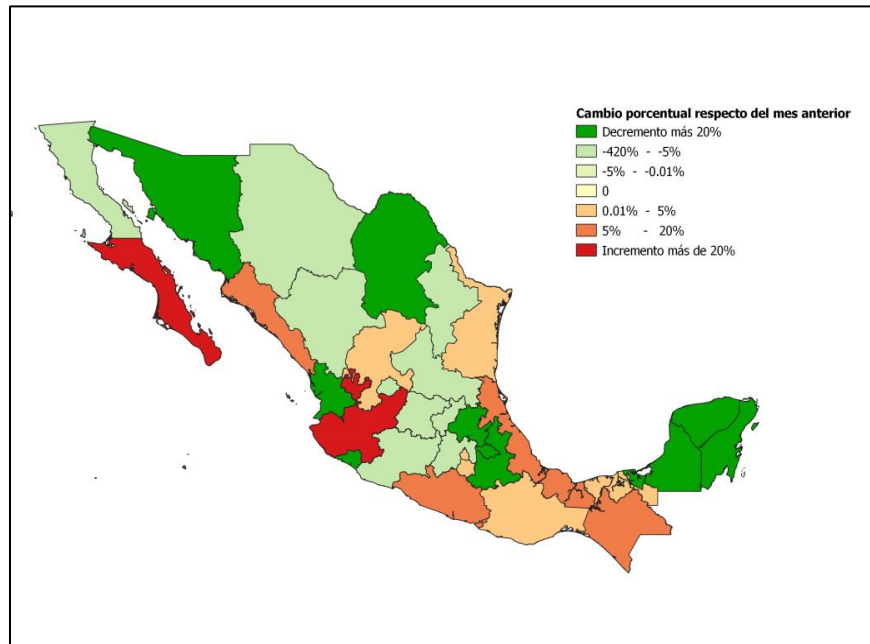 Cambio porcentual respecto del mes anterior
Decremento más 20%
-420% - -5%
-5% - -0.01%
0
0.01% - 5%
5% - 20%
Incremento más de 20%